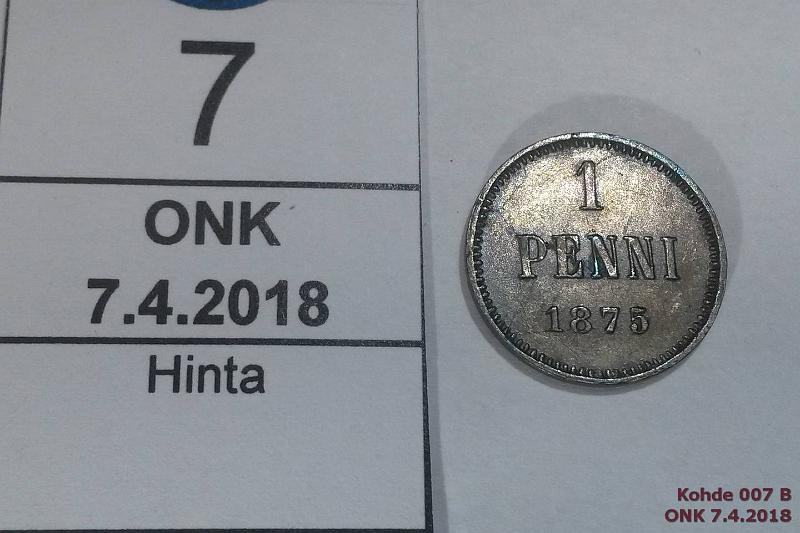 7
ONK
7.4.2018
Hinta
1
PENNI
1875
Kohde 007 B
ONK 7.4.2018